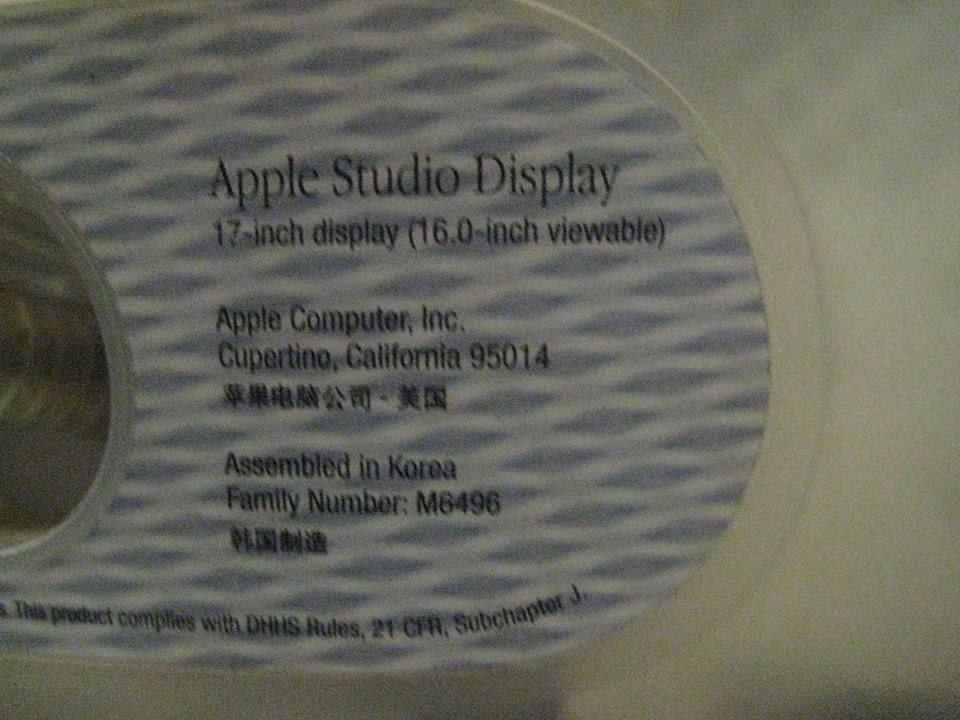 Apple Studio Display
17-inch display (16.0-inch viewable)
Apple Computer, Inc.
Cupertino, California 95014
苹果电脑公司 - 美国
Assembled in Korea
Family Number: M6496
韩国制造
This product complies with DHHS Rules, 21 CFR, Subchapter J.